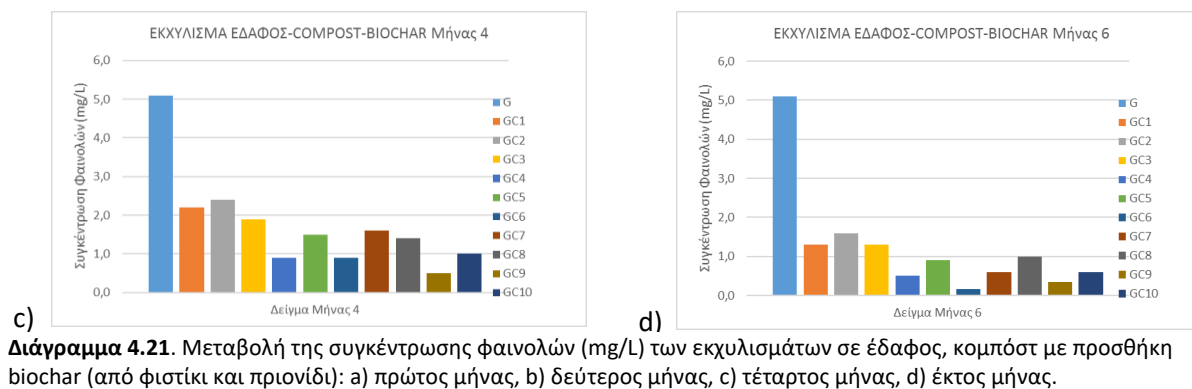 ΕΚΧΥΛΙΣΜΑ ΕΔΑΦΟΣ-COMPOST-BIOCHAR Μήνας 4
Συγκέντρωση Φαινολών (mg/L)
6,0
5,0
4,0
3,0
2,0
1,0
0,0
G
GC1
GC2
GC3
GC4
GC5
GC6
GC7
GC8
GC9
GC10
Δείγμα Μήνας 4
c)
ΕΚΧΥΛΙΣΜΑ ΕΔΑΦΟΣ-COMPOST-BIOCHAR Μήνας 6
Συγκέντρωση Φαινολών (mg/L)
6,0
5,0
4,0
3,0
2,0
1,0
0,0
G
GC1
GC2
GC3
GC4
GC5
GC6
GC7
GC8
GC9
GC10
Δείγμα Μήνας 6
d)
Διάγραμμα 4.21. Μεταβολή της συγκέντρωσης φαινολών (mg/L) των εκχυλισμάτων σε έδαφος, κομπόστ με προσθήκη
biochar (από φιστίκι και πριονίδι): a) πρώτος μήνας, b) δεύτερος μήνας, c) τέταρτος μήνας, d) έκτος μήνας.